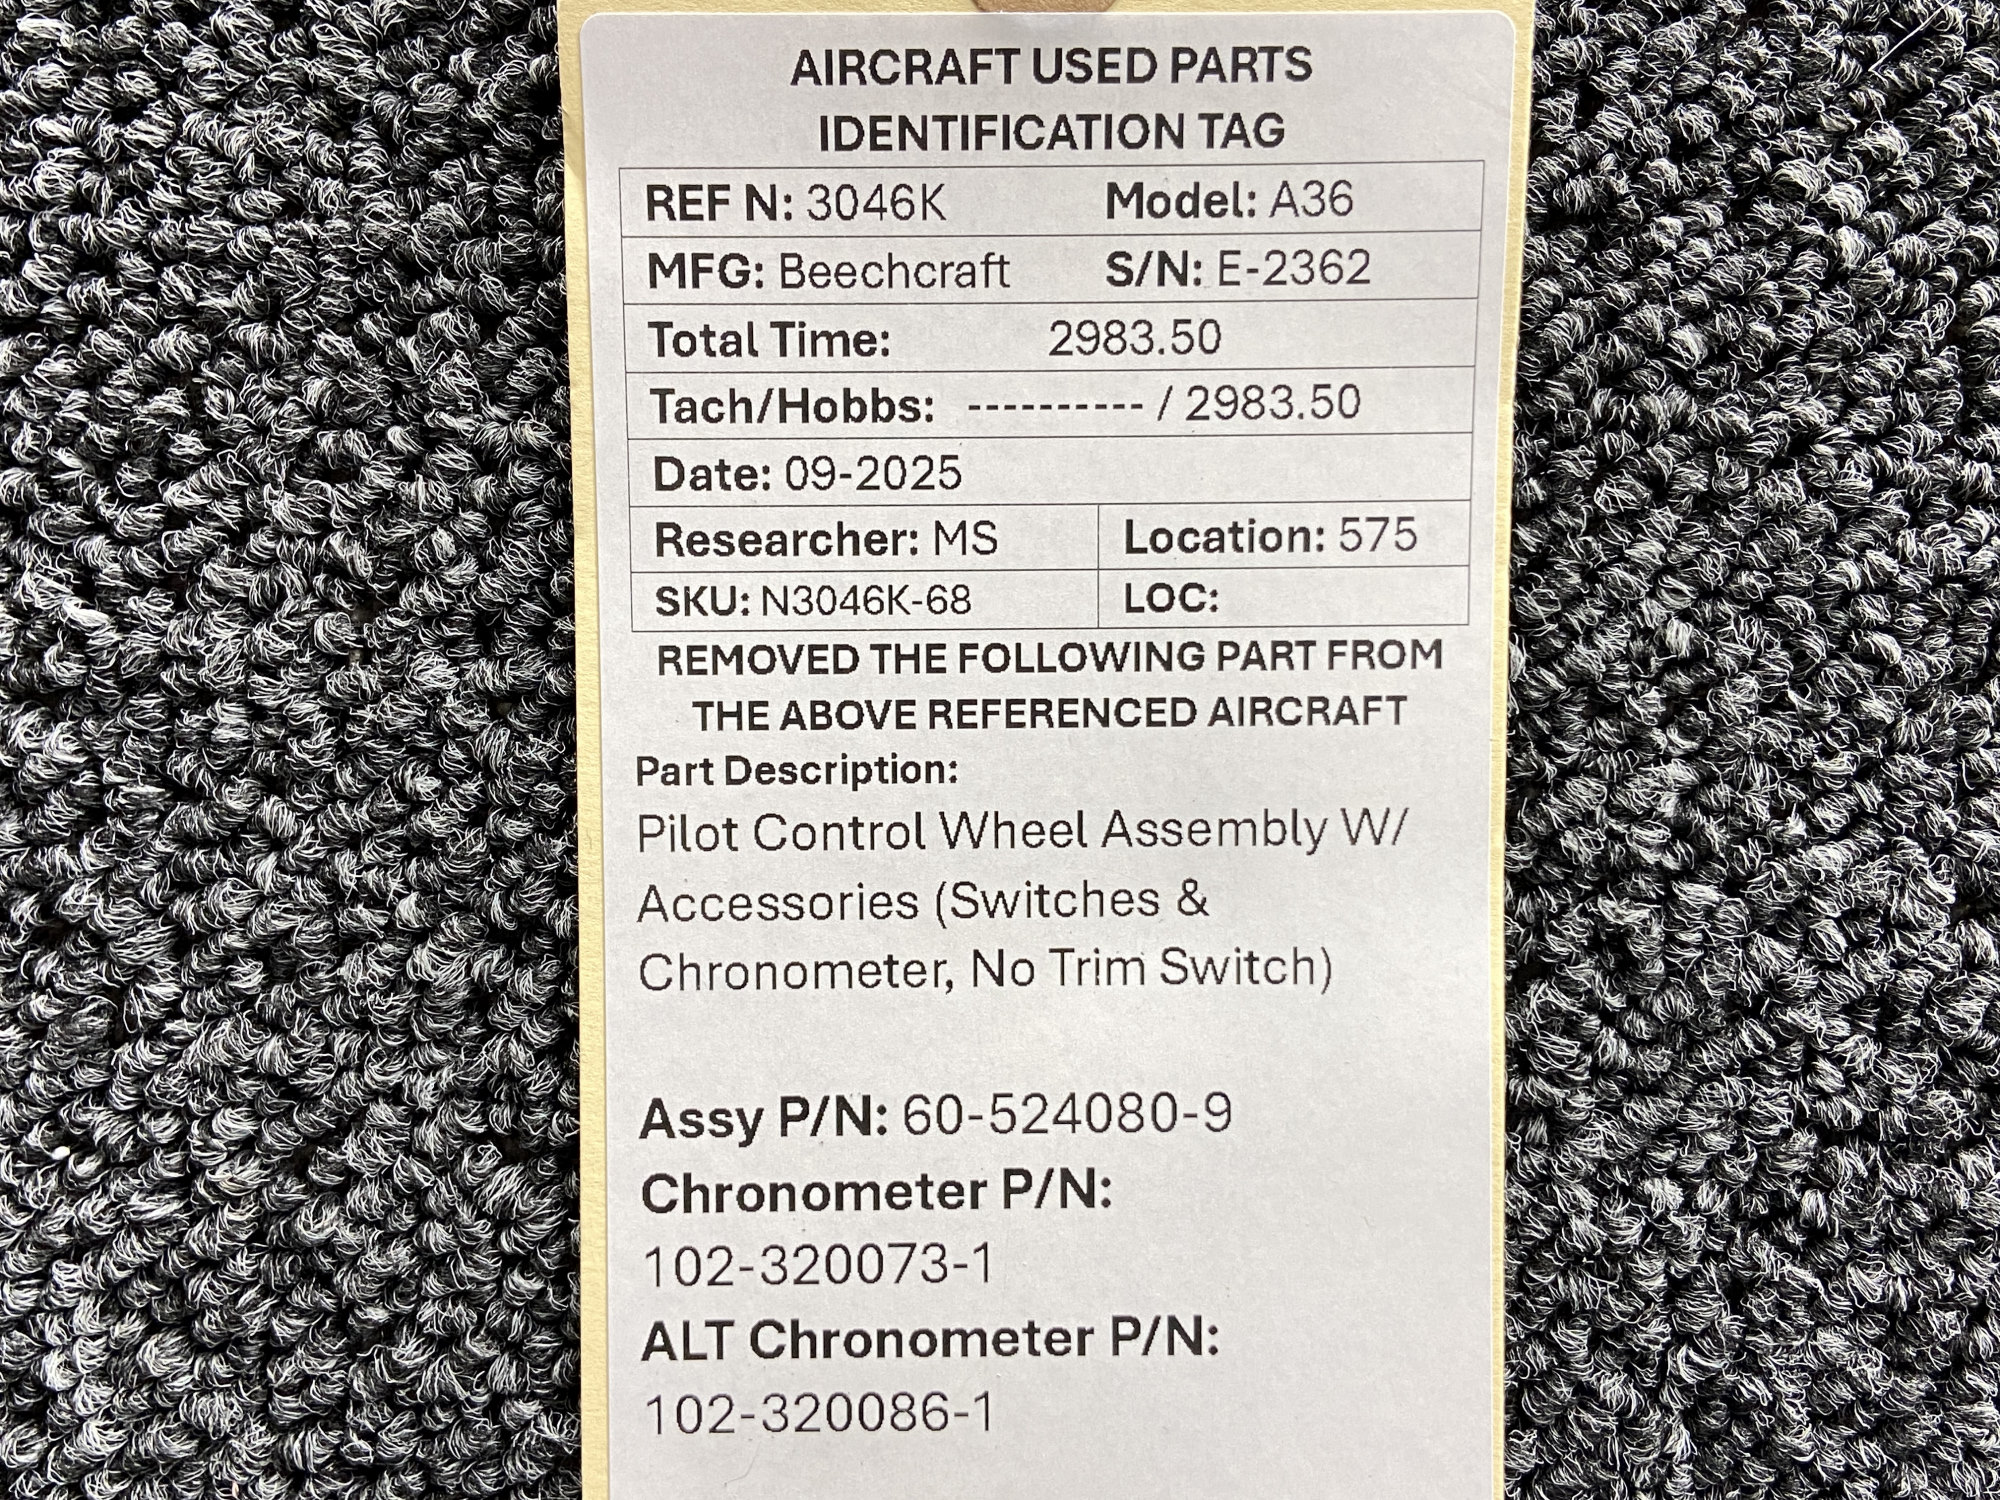 AIRCRAFT USED PARTS
IDENTIFICATION TAG
REF N: 3046K Model: A36
MFG: Beechcraft S/N: E-2362
Total Time: 2983.50
Tach/Hobbs: ---------- / 2983.50
Date: 09-2025
Researcher: MS Location: 575
SKU: N3046K-68 LOC:
REMOVED THE FOLLOWING PART FROM
THE ABOVE REFERENCED AIRCRAFT
Part Description:
Pilot Control Wheel Assembly W/
Accessories (Switches &
Chronometer, No Trim Switch)
Assy P/N: 60-524080-9
Chronometer P/N:
102-320073-1
ALT Chronometer P/N:
102-320086-1